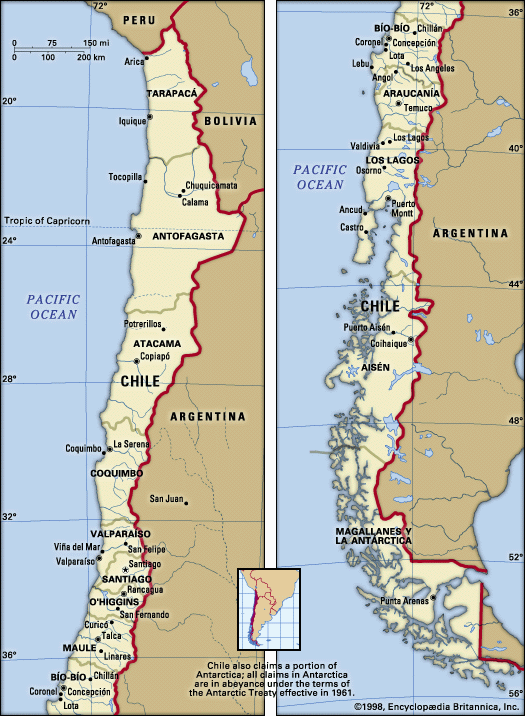 PERU
0 75 150 mi
0 100 200 km
Arica
TARAPACÁ
20°
Iquique
BOLIVIA
Tocopilla
Chuquicamata
Calama
Tropic of Capricorn
Antofagasta
ANTOFAGASTA
24°
PACIFIC
OCEAN
Potrerillos
ATACAMA
Copiapó
CHILE
28°
ARGENTINA
La Serena
Coquimbo
COQUIMBO
San Juan
32°
VALPARAÍSO
Viña del Mar
San Felipe
Valparaíso
Santiago
SANTIAGO
Rancagua
O'HIGGINS
San Fernando
Curicó
Talca
MAULE
Linares
36°
BÍO-BÍO
Chillán
Coronel
Concepción
Lota
36°
BÍO-BÍO
Chillán
Coronel
Concepción
Lota
Lebu
Los Angeles
Angol
ARAUCANÍA
Temuco
Los Lagos
Valdivia
40°
LOS LAGOS
Osorno
PACIFIC
OCEAN
Ancud
Puerto
Montt
Castro
ARGENTINA
44°
CHILE
Puerto Aisén
Coihaique
AISÉN
48°
MAGALLANES Y
LA ANTÁRCTICA
52°
Punta Arenas
56°
Chile also claims a portion of
Antarctica; all claims in Antarctica
are in abeyance under the terms of
the Antarctic Treaty effective in 1961.
©1998, Encyclopædia Britannica, Inc.